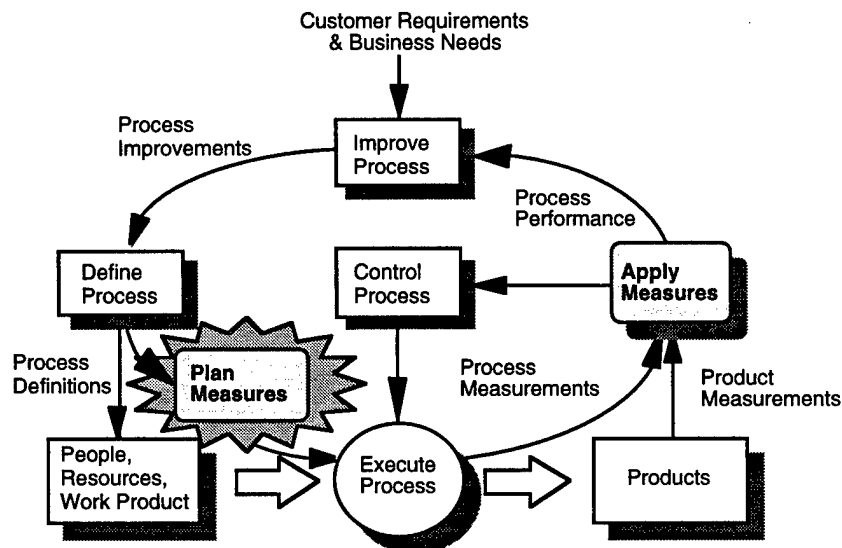 Customer Requirements
& Business Needs
Process
Improvements
Improve
Process
Process
Performance
Define
Process
Control
Process
Apply
Measures
Process
Definitions
Plan
Measures
Process
Measurements
Product
Measurements
People,
Resources,
Work Product
Execute
Process
Products